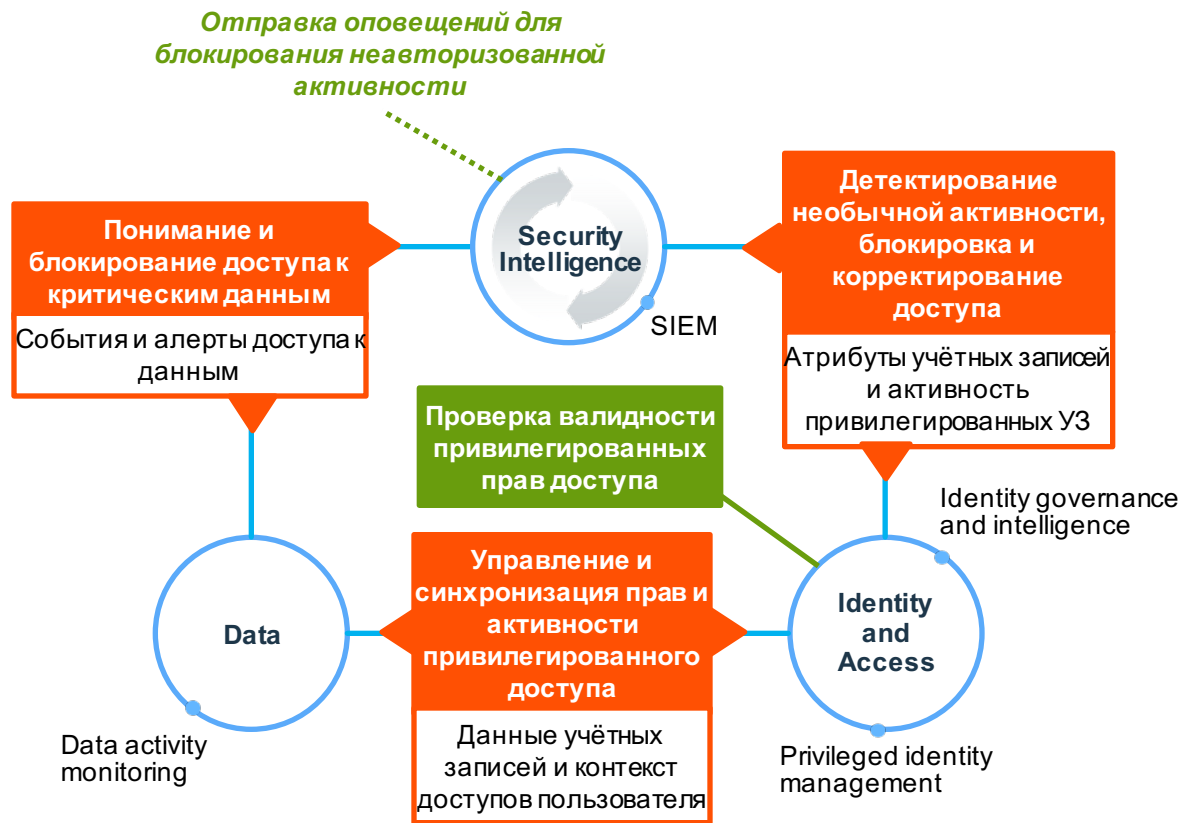 Отправка оповещений для
блокирования неавторизованной
активности
Понимание и
блокирование доступа к
критическим данным
События и алерты доступа к
данным
Security
Intelligence
SIEM
Детектирование
необычной активности,
блокировка и
корректирование
доступа
Атрибуты учётных записей
и активность
привилегированных УЗ
Проверка валидности
привилегированных
прав доступа
Identity governance
and intelligence
Data
Управление и
синхронизация прав и
активности
привилегированного
доступа
Данные учётных
записей и контекст
доступов пользователя
Identity
and
Access
Data activity
monitoring
Privileged identity
management